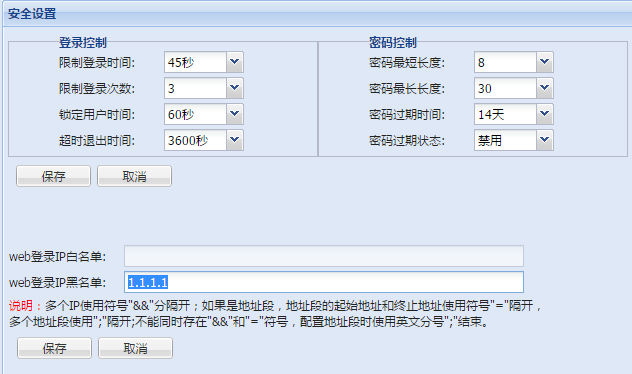 安全设置
登录控制 密码控制
限制登录时间: 45秒 密码最短长度: 8
限制登录次数: 3 密码最长长度: 30
锁定用户时间: 60秒 密码过期时间: 14天
超时退出时间: 3600秒 密码过期状态: 禁用
保存 取消
web登录IP白名单:
web登录IP黑名单: 1.1.1.1
说明：多个IP使用符号"&&"分隔开；如果是地址段，地址段的起始地址和终止地址使用符号"="隔开，
多个地址段使用";"隔开;不能同时存在"&&"和"="符号，配置地址段时使用英文分号";"结束。
保存 取消